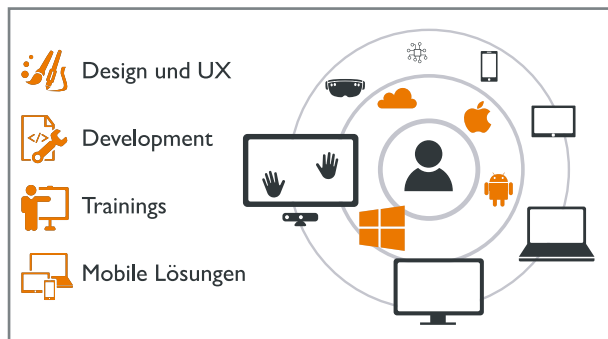 Design und UX
</>
Development
Trainings
Mobile Lösungen